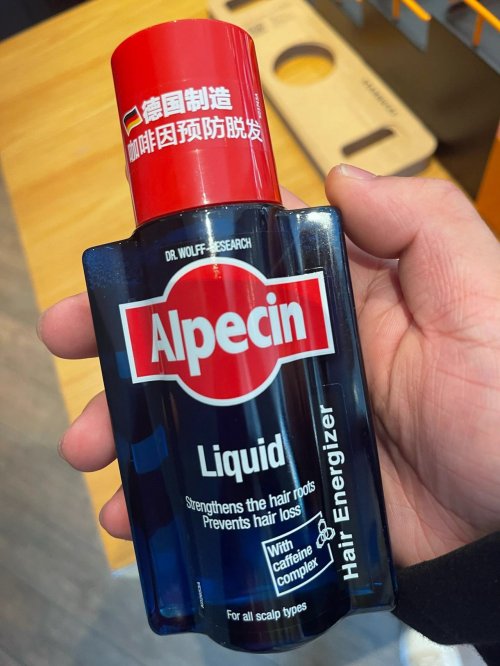 德国制造
咖啡因预防脱发
DR. WOLFF-RESEARCH
Alpecin
Liquid
Strengthens the hair roots
Prevents hair loss
With
caffeine
complex
Hair Energizer
For all scalp types